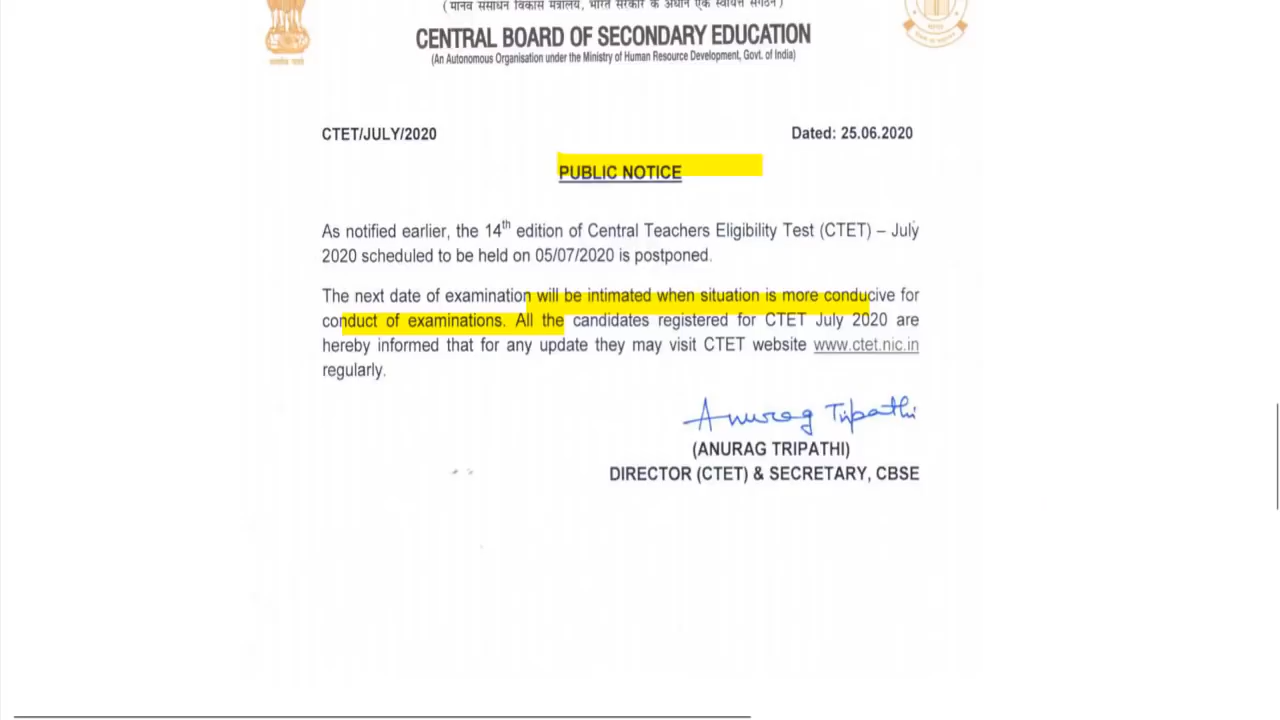 ( मानव संसाधन विकास मंत्रालय, भारत सरकार के अधीन एक स्वायत्त संगठन )
CENTRAL BOARD OF SECONDARY EDUCATION
(An Autonomous Organisation under the Ministry of Human Resource Development, Govt. of India)
CTET/JULY/2020 Dated: 25.06.2020
PUBLIC NOTICE
As notified earlier, the 14th edition of Central Teachers Eligibility Test (CTET) – July
2020 scheduled to be held on 05/07/2020 is postponed.
The next date of examination will be intimated when situation is more conducive for
conduct of examinations. All the candidates registered for CTET July 2020 are
hereby informed that for any update they may visit CTET website www.ctet.nic.in
regularly.
Anurag Tripathi
(ANURAG TRIPATHI)
DIRECTOR (CTET) & SECRETARY, CBSE